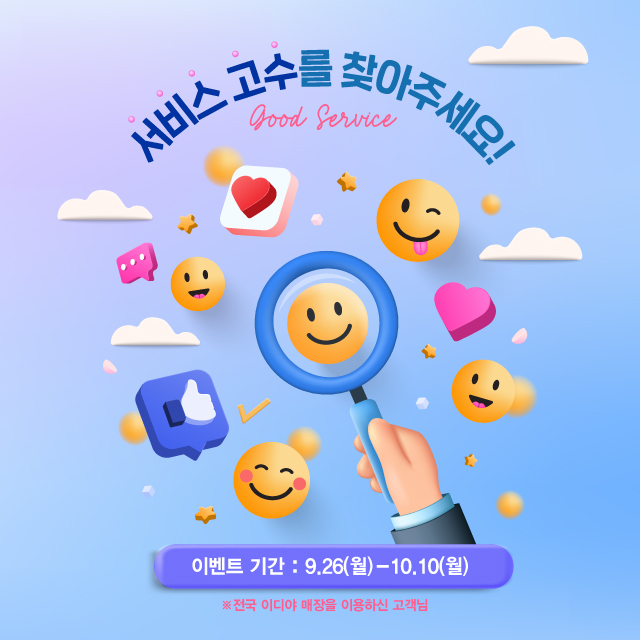 서비스 고수를 찾아주세요!
Good Service
이벤트 기간 : 9.26(월)-10.10(월)
※전국 이디야 매장을 이용하신 고객님